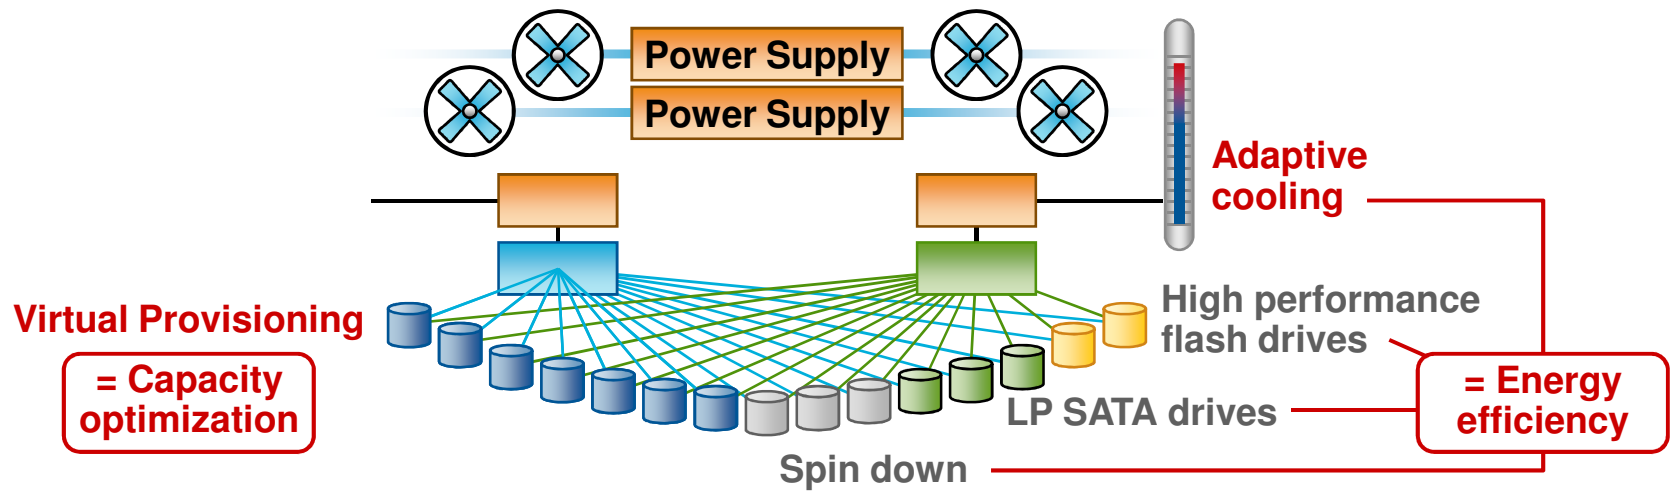 Power Supply
Power Supply
Adaptive
cooling
Virtual Provisioning
= Capacity
optimization
High performance
flash drives
= Energy
efficiency
LP SATA drives
Spin down